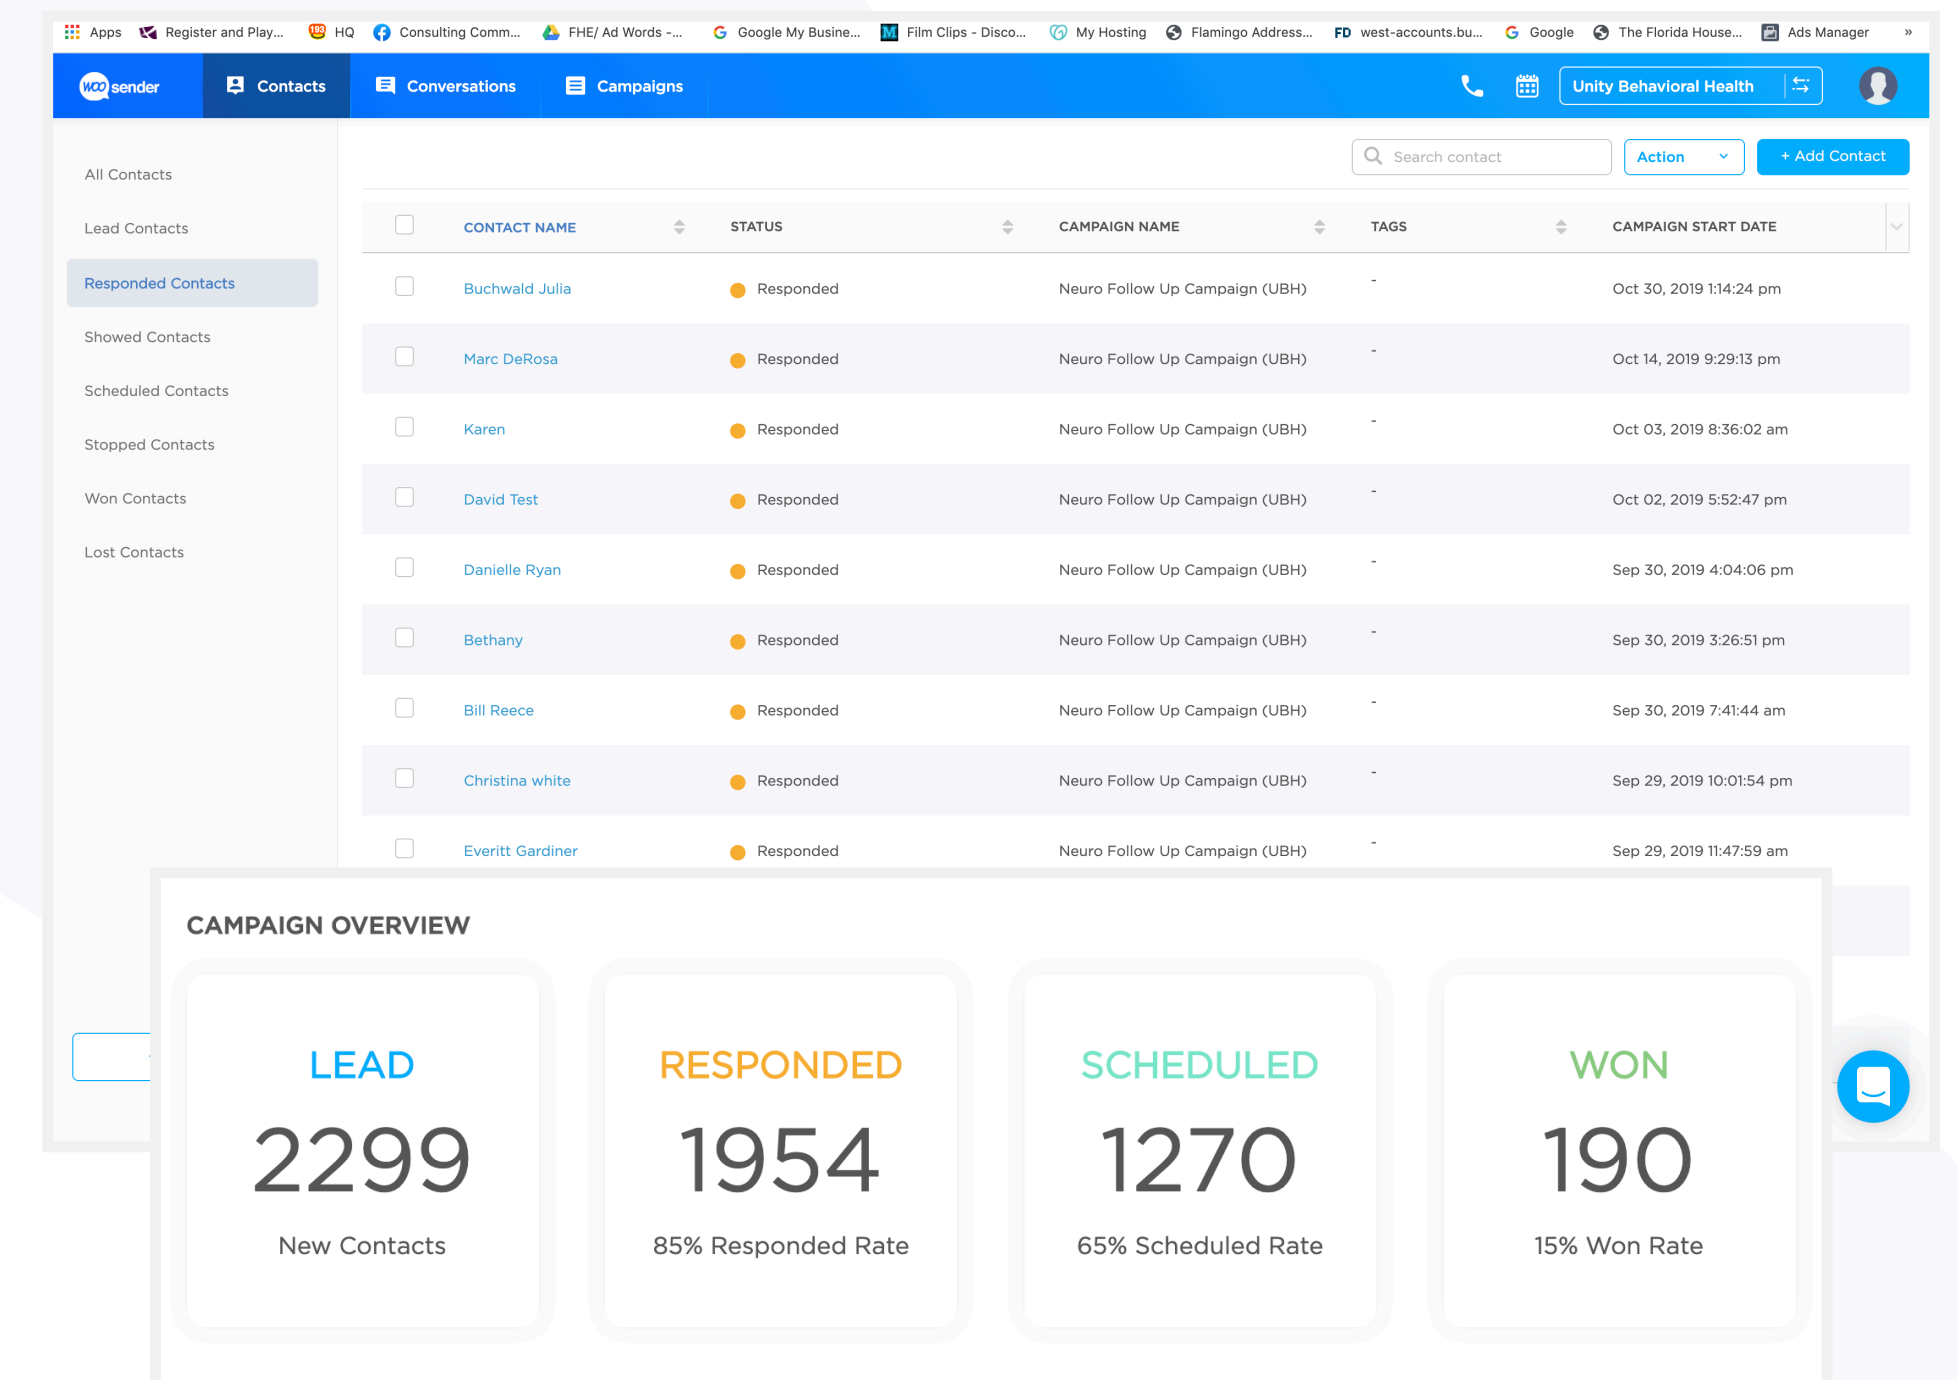 Apps Register and Play... 193 HQ Consulting Comm... FHE/ Ad Words -... Google My Busine... M Film Clips - Disco... My Hosting Flamingo Address... FD west-accounts.bu... Google The Florida House... Ads Manager »
woo sender Contacts Conversations Campaigns Unity Behavioral Health
Search contact Action + Add Contact
All Contacts
Lead Contacts
Responded Contacts
Showed Contacts
Scheduled Contacts
Stopped Contacts
Won Contacts
Lost Contacts
CONTACT NAME STATUS CAMPAIGN NAME TAGS CAMPAIGN START DATE
Buchwald Julia Responded Neuro Follow Up Campaign (UBH) - Oct 30, 2019 1:14:24 pm
Marc DeRosa Responded Neuro Follow Up Campaign (UBH) - Oct 14, 2019 9:29:13 pm
Karen Responded Neuro Follow Up Campaign (UBH) - Oct 03, 2019 8:36:02 am
David Test Responded Neuro Follow Up Campaign (UBH) - Oct 02, 2019 5:52:47 pm
Danielle Ryan Responded Neuro Follow Up Campaign (UBH) - Sep 30, 2019 4:04:06 pm
Bethany Responded Neuro Follow Up Campaign (UBH) - Sep 30, 2019 3:26:51 pm
Bill Reece Responded Neuro Follow Up Campaign (UBH) - Sep 30, 2019 7:41:44 am
Christina white Responded Neuro Follow Up Campaign (UBH) - Sep 29, 2019 10:01:54 pm
Everitt Gardiner Responded Neuro Follow Up Campaign (UBH) - Sep 29, 2019 11:47:59 am
CAMPAIGN OVERVIEW
LEAD
2299
New Contacts
RESPONDED
1954
85% Responded Rate
SCHEDULED
1270
65% Scheduled Rate
WON
190
15% Won Rate